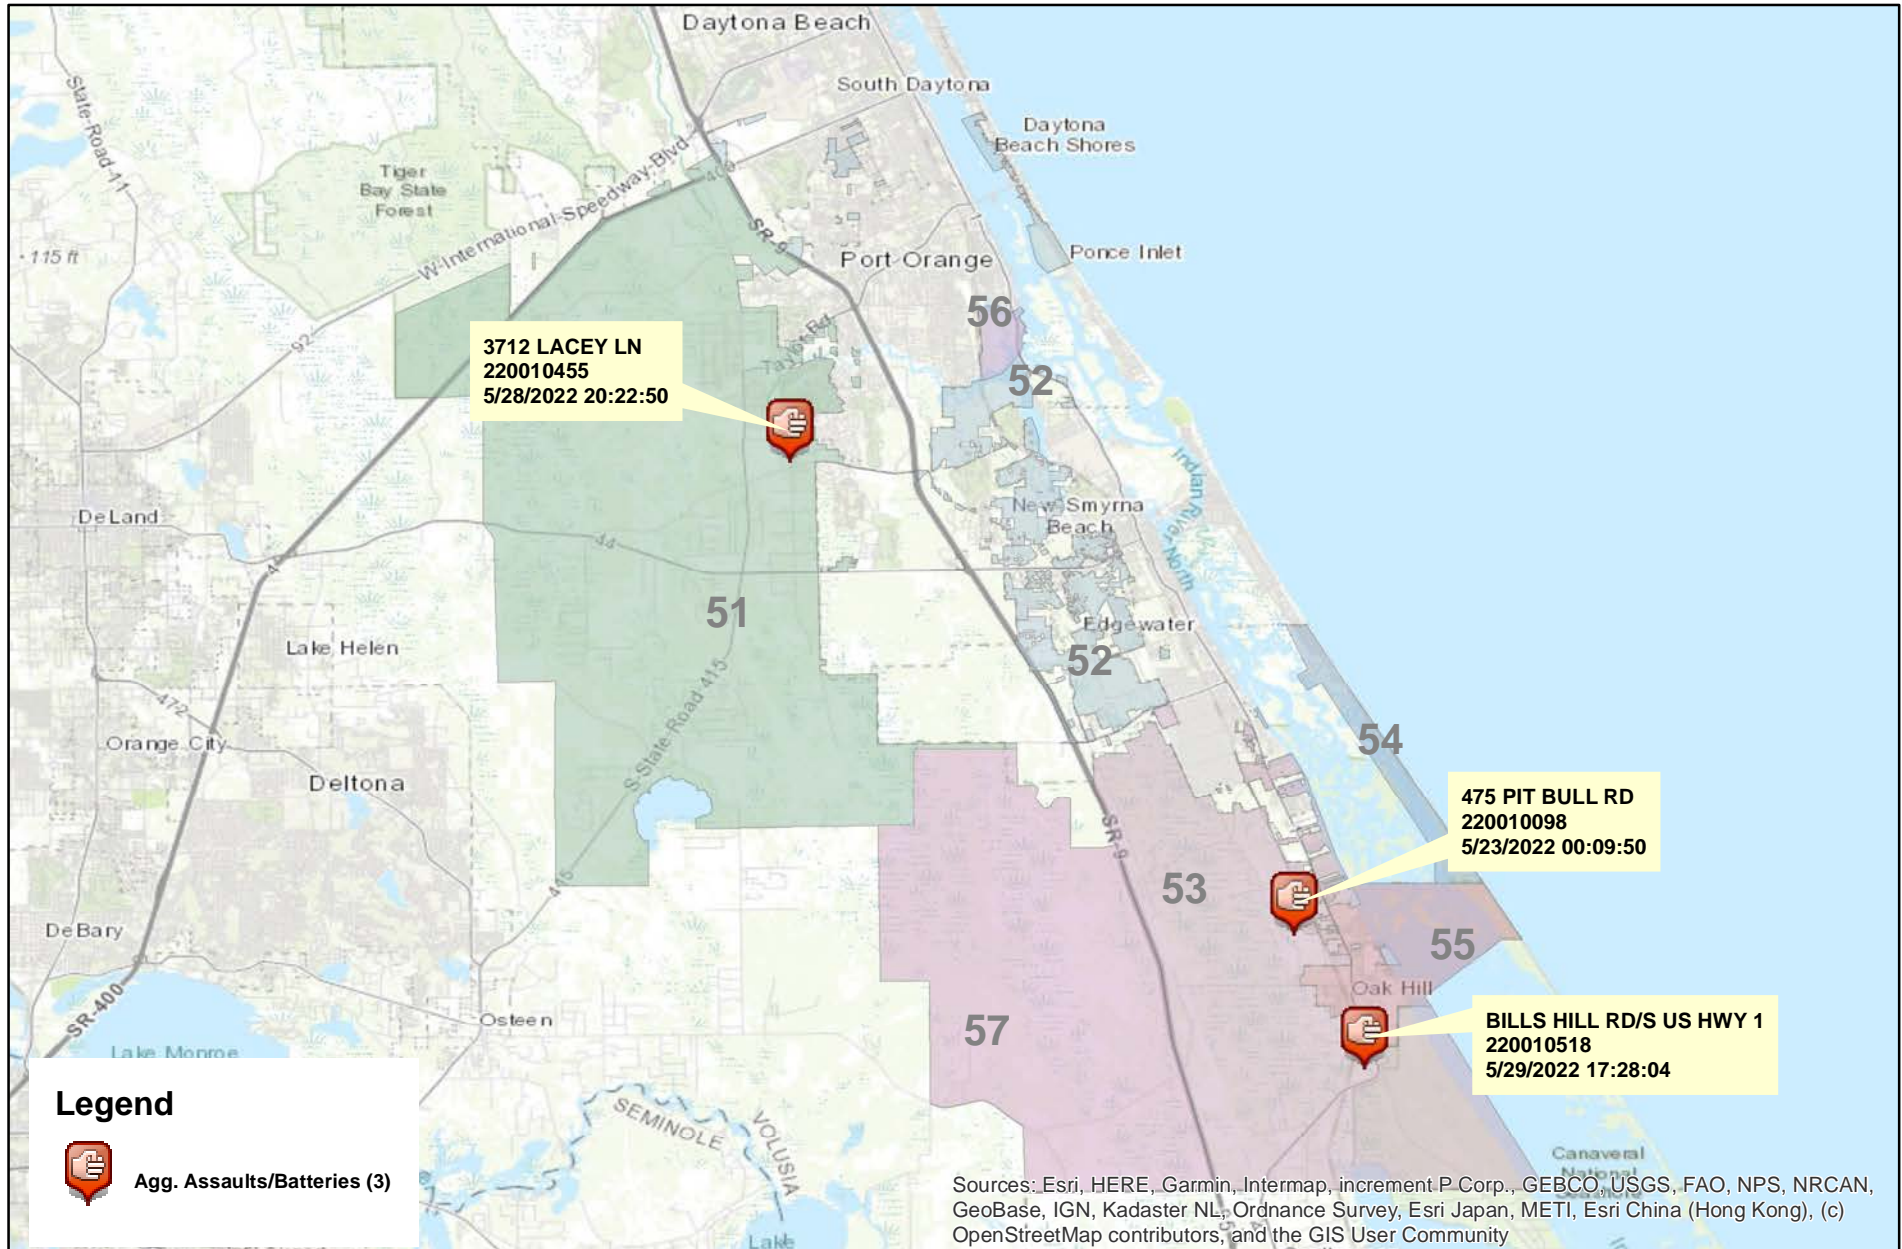 Daytona Beach
South Daytona
Daytona
Beach Shores
State-Road-11
Tiger
Bay State
Forest
W-International-Speedway-Blvd
400
SR-9
115 ft
Port Orange
Ponce Inlet
56
92
Taylor Rd
3712 LACEY LN
220010455
5/28/2022 20:22:50
52
Indian River North
New Smyrna
Beach
DeLand
44
4
51
Edgewater
52
Lake Helen
S-State-Road-415
472
Orange City
Deltona
54
475 PIT BULL RD
220010098
5/23/2022 00:09:50
SR-9
53
415
55
DeBary
Oak Hill
SR-400
Osteen
57
BILLS HILL RD/S US HWY 1
220010518
5/29/2022 17:28:04
Lake Monroe
Legend
Agg. Assaults/Batteries (3)
SEMINOLE
VOLUSIA
Lake
Canaveral
National
Sources: Esri, HERE, Garmin, Intermap, increment P Corp., GEBCO, USGS, FAO, NPS, NRCAN,
GeoBase, IGN, Kadaster NL, Ordnance Survey, Esri Japan, METI, Esri China (Hong Kong), (c)
OpenStreetMap contributors, and the GIS User Community